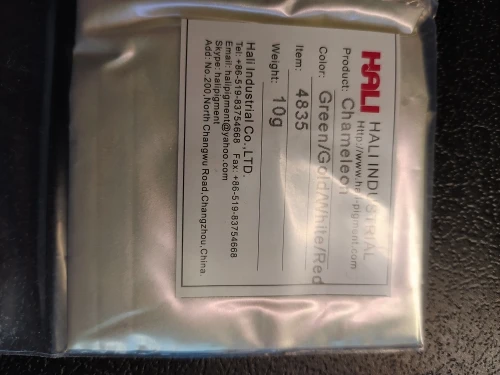 HALI HALI INDUSTRIAL
Http://www.hali-pigment.com
Product: Chameleon
Color: Green/Gold/White/Red
Item: 4835
Weight: 10g
Hali Industrial Co.,LTD.
Tel: +86-519-83754668 Fax: +86-519-83754668
Email: halipigment@yahoo.com
Skype: halipigment
Add: No.200,North Changwu Road,Changzhou,China.